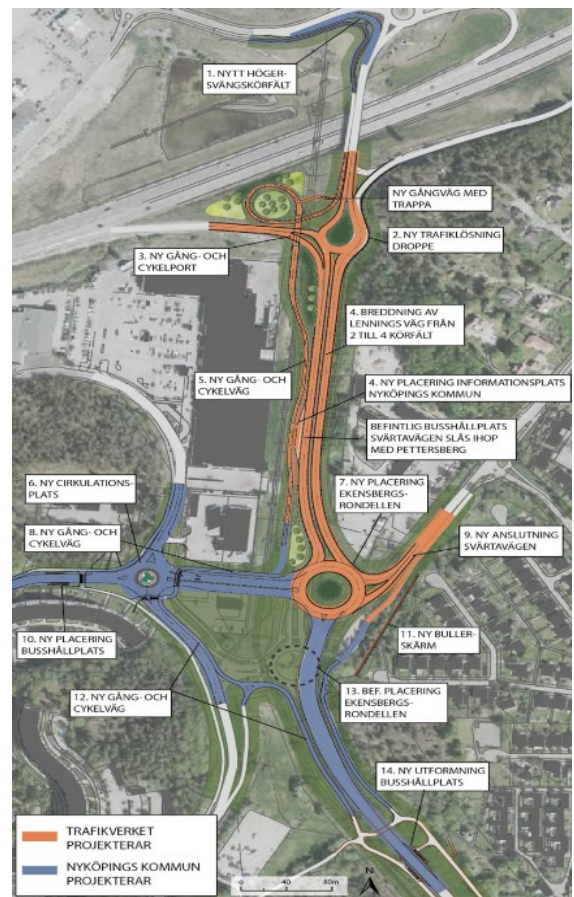 1. NYTT HÖGER-
SVÄNGSKÖRFÄLT
NY GÅNGVÄG MED
TRAPPA
2. NY TRAFIKLÖSNING
DROPPE
3. NY GÅNG- OCH
CYKELPORT
4. BREDDNING AV
LENNINGS VÄG FRÅN
2 TILL 4 KÖRFÄLT
5. NY GÅNG- OCH
CYKELVÄG
4. NY PLACERING INFORMATIONSPLATS
NYKÖPINGS KOMMUN
BEFINTLIG BUSSHÅLLPLATS
SVÄRTAVÄGEN SLÅS IHOP
MED PETTERSBERG
6. NY CIRKULATIONS-
PLATS
7. NY PLACERING
EKENSBERGS-
RONDELLEN
8. NY GÅNG- OCH
CYKELVÄG
9. NY ANSLUTNING
SVÄRTAVÄGEN
10. NY PLACERING
BUSSHÅLLPLATS
11. NY BULLER-
SKÄRM
12. NY GÅNG- OCH
CYKELVÄG
13. BEF. PLACERING
EKENSBERGS-
RONDELLEN
14. NY UTFORMNING
BUSSHÅLLPLATS
TRAFIKVERKET
PROJEKTERAR
NYKÖPINGS KOMMUN
PROJEKTERAR
0 40 80m
N